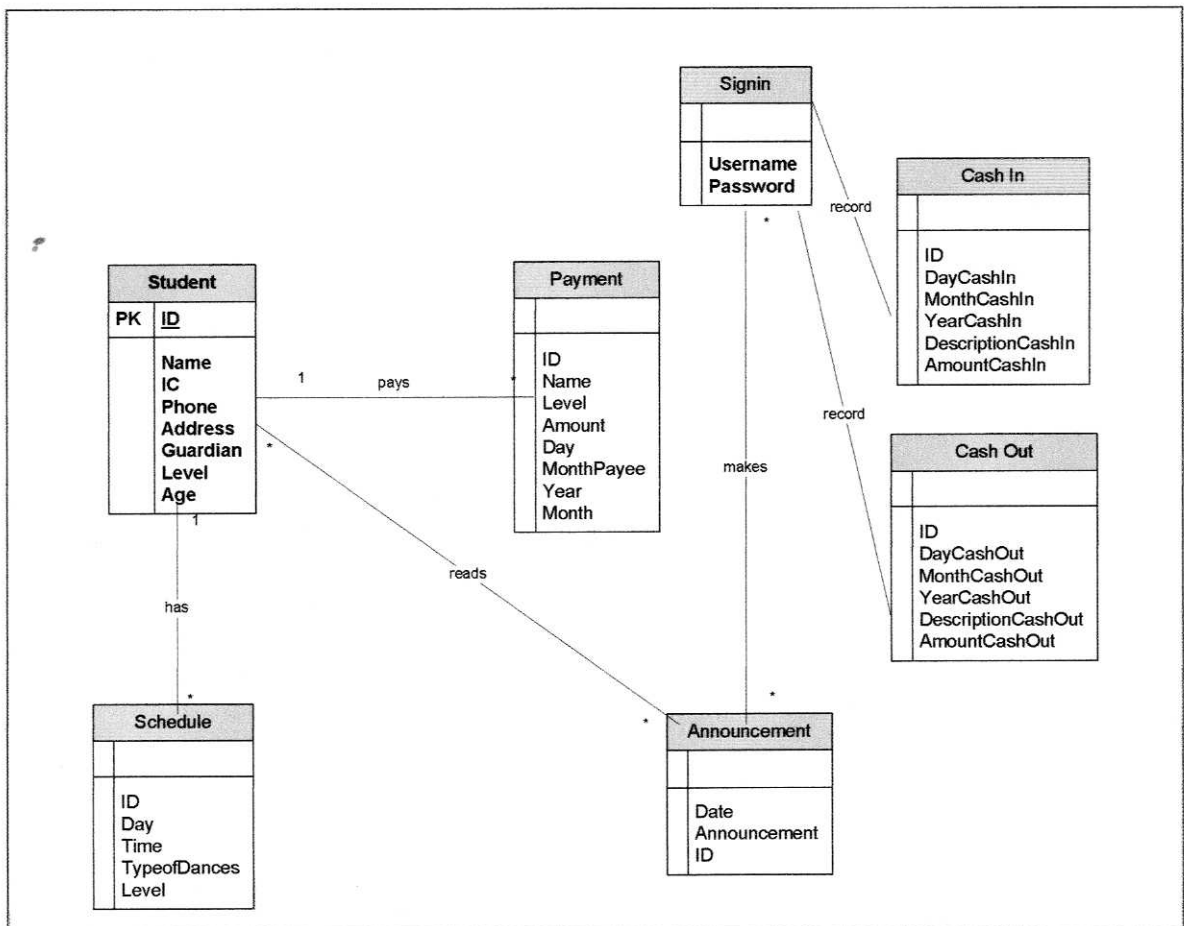 Signin
Username
Password
Cash In
ID
DayCashIn
MonthCashIn
YearCashIn
DescriptionCashIn
AmountCashIn
record
*
Student
PK ID
Name
IC
Phone
Address
Guardian
Level
Age
1
pays
*
Payment
ID
Name
Level
Amount
Day
MonthPayee
Year
Month
record
Cash Out
ID
DayCashOut
MonthCashOut
YearCashOut
DescriptionCashOut
AmountCashOut
*
makes
1
reads
has
*
*
*
Schedule
ID
Day
Time
TypeofDances
Level
Announcement
Date
Announcement
ID